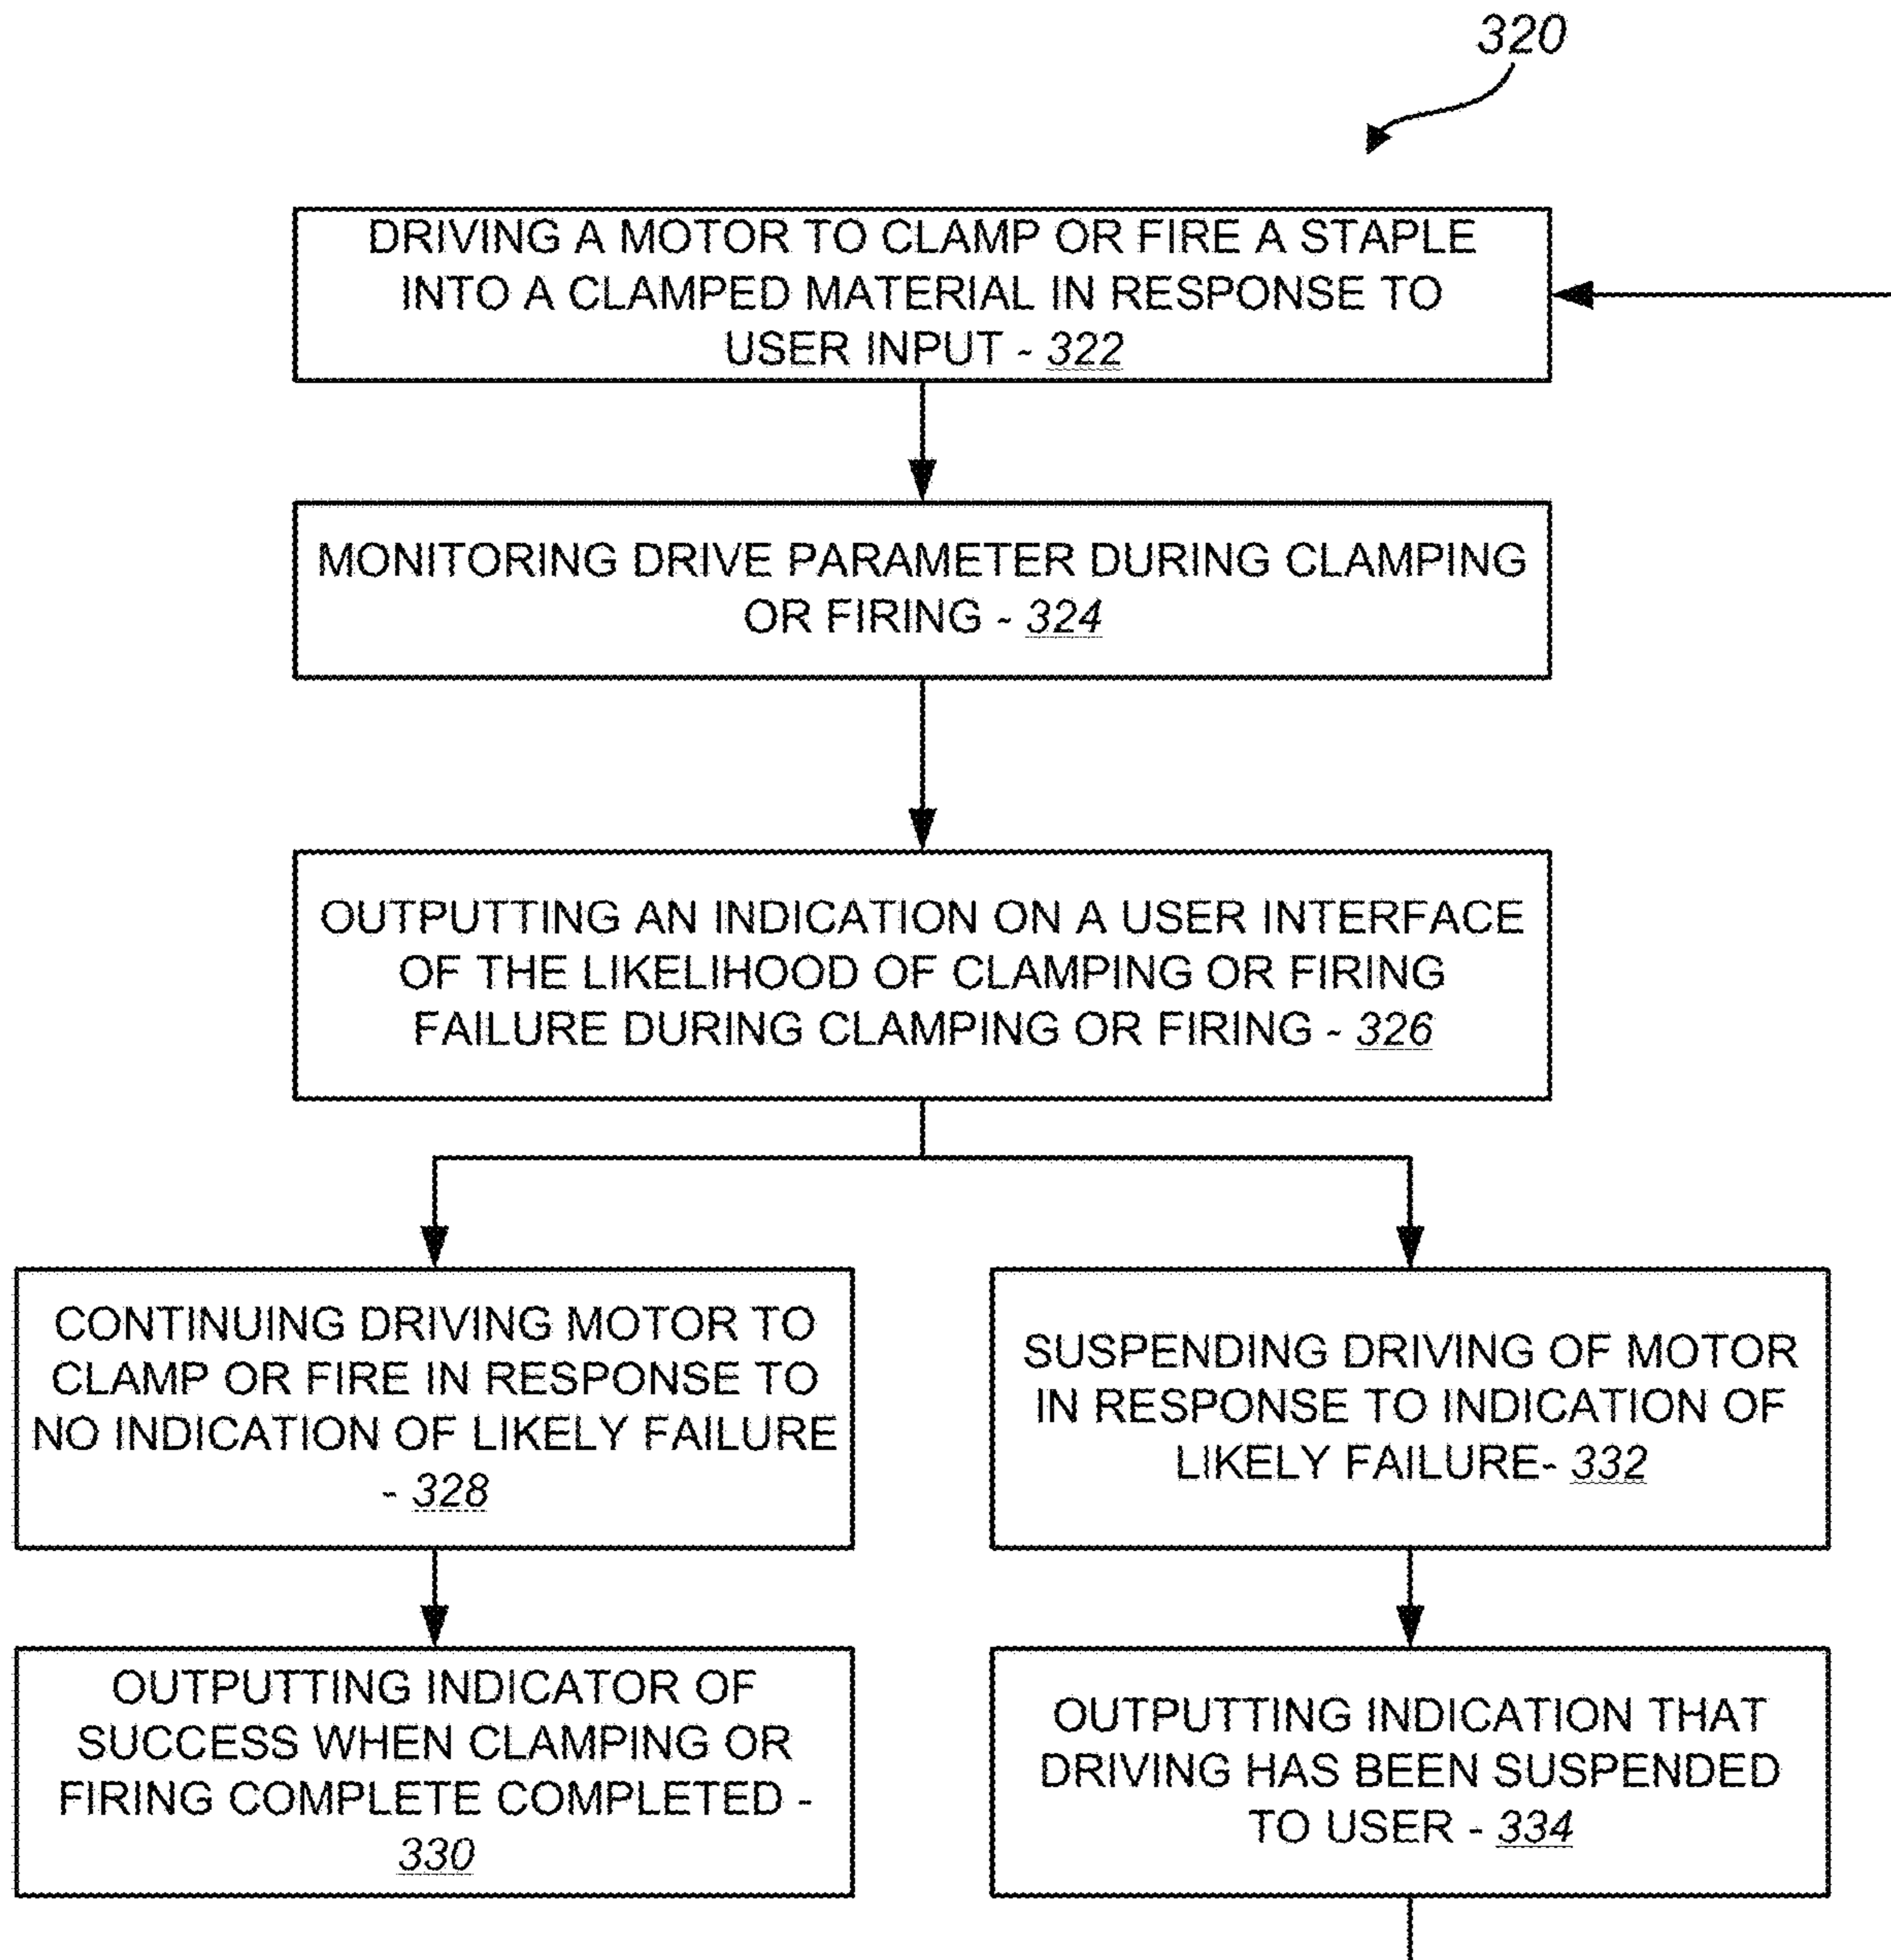 320
DRIVING A MOTOR TO CLAMP OR FIRE A STAPLE
INTO A CLAMPED MATERIAL IN RESPONSE TO
USER INPUT - 322
MONITORING DRIVE PARAMETER DURING CLAMPING
OR FIRING - 324
OUTPUTTING AN INDICATION ON A USER INTERFACE
OF THE LIKELIHOOD OF CLAMPING OR FIRING
FAILURE DURING CLAMPING OR FIRING - 326
CONTINUING DRIVING MOTOR TO
CLAMP OR FIRE IN RESPONSE TO
NO INDICATION OF LIKELY FAILURE
- 328
SUSPENDING DRIVING OF MOTOR
IN RESPONSE TO INDICATION OF
LIKELY FAILURE- 332
OUTPUTTING INDICATOR OF
SUCCESS WHEN CLAMPING OR
FIRING COMPLETE COMPLETED -
330
OUTPUTTING INDICATION THAT
DRIVING HAS BEEN SUSPENDED
TO USER - 334